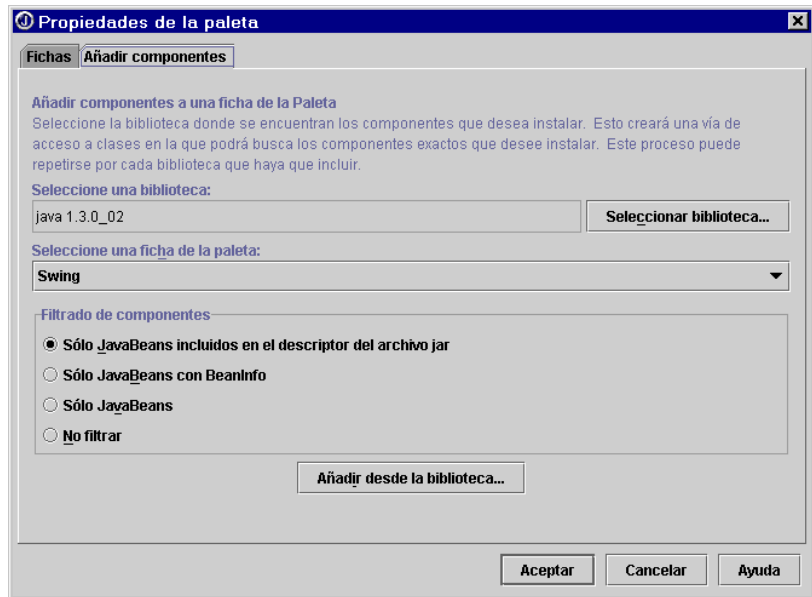 Propiedades de la paleta
Fichas Añadir componentes
Añadir componentes a una ficha de la Paleta
Seleccione la biblioteca donde se encuentran los componentes que desea instalar. Esto creará una vía de
acceso a clases en la que podrá busca los componentes exactos que desee instalar. Este proceso puede
repetirse por cada biblioteca que haya que incluir.
Seleccione una biblioteca:
java 1.3.0_02 Seleccionar biblioteca...
Seleccione una ficha de la paleta:
Swing
Filtrado de componentes
Sólo JavaBeans incluidos en el descriptor del archivo jar
Sólo JavaBeans con BeanInfo
Sólo JavaBeans
No filtrar
Añadir desde la biblioteca...
Aceptar Cancelar Ayuda